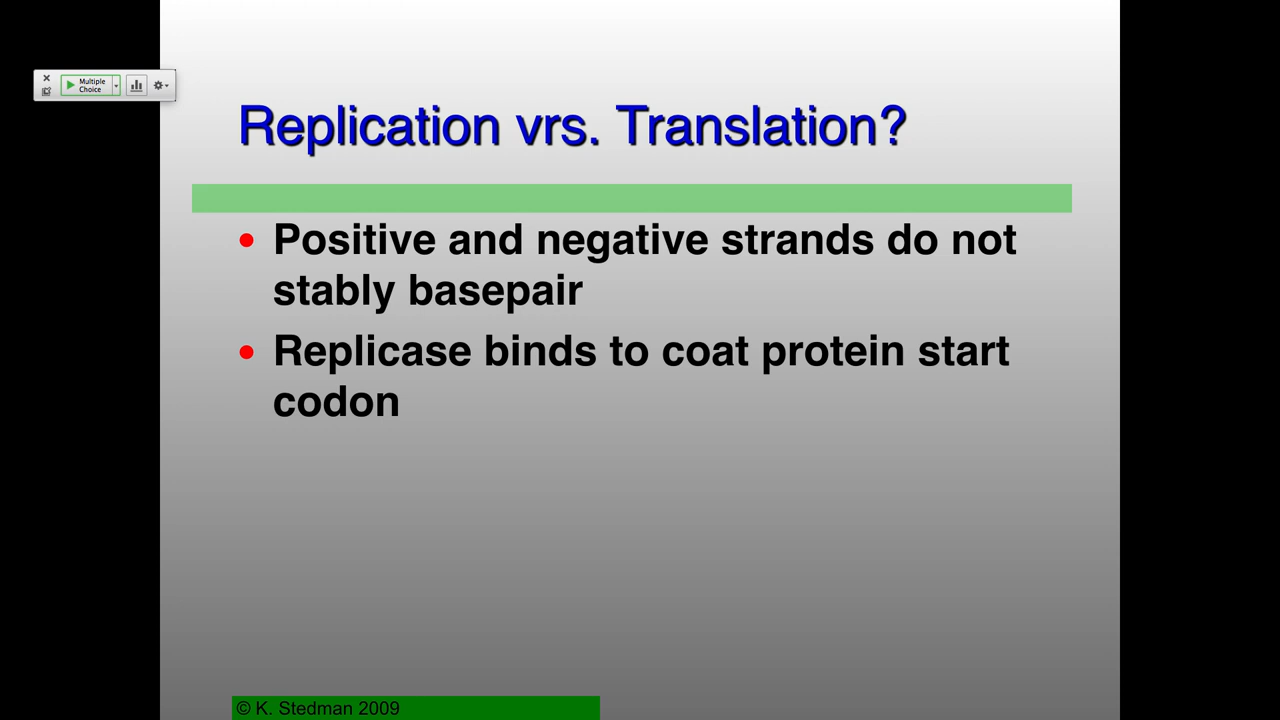 Multiple
Choice
Replication vrs. Translation?
• Positive and negative strands do not
stably basepair
• Replicase binds to coat protein start
codon
© K. Stedman 2009